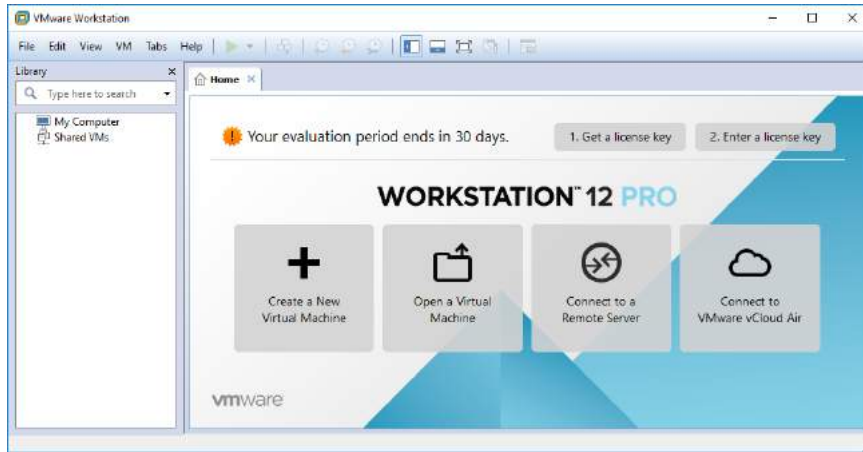 VMware Workstation
File Edit View VM Tabs Help
Library
Type here to search
My Computer
Shared VMs
Home
Your evaluation period ends in 30 days.
1. Get a license key
2. Enter a license key
WORKSTATION™ 12 PRO
Create a New
Virtual Machine
Open a Virtual
Machine
Connect to a
Remote Server
Connect to
VMware vCloud Air
vmware